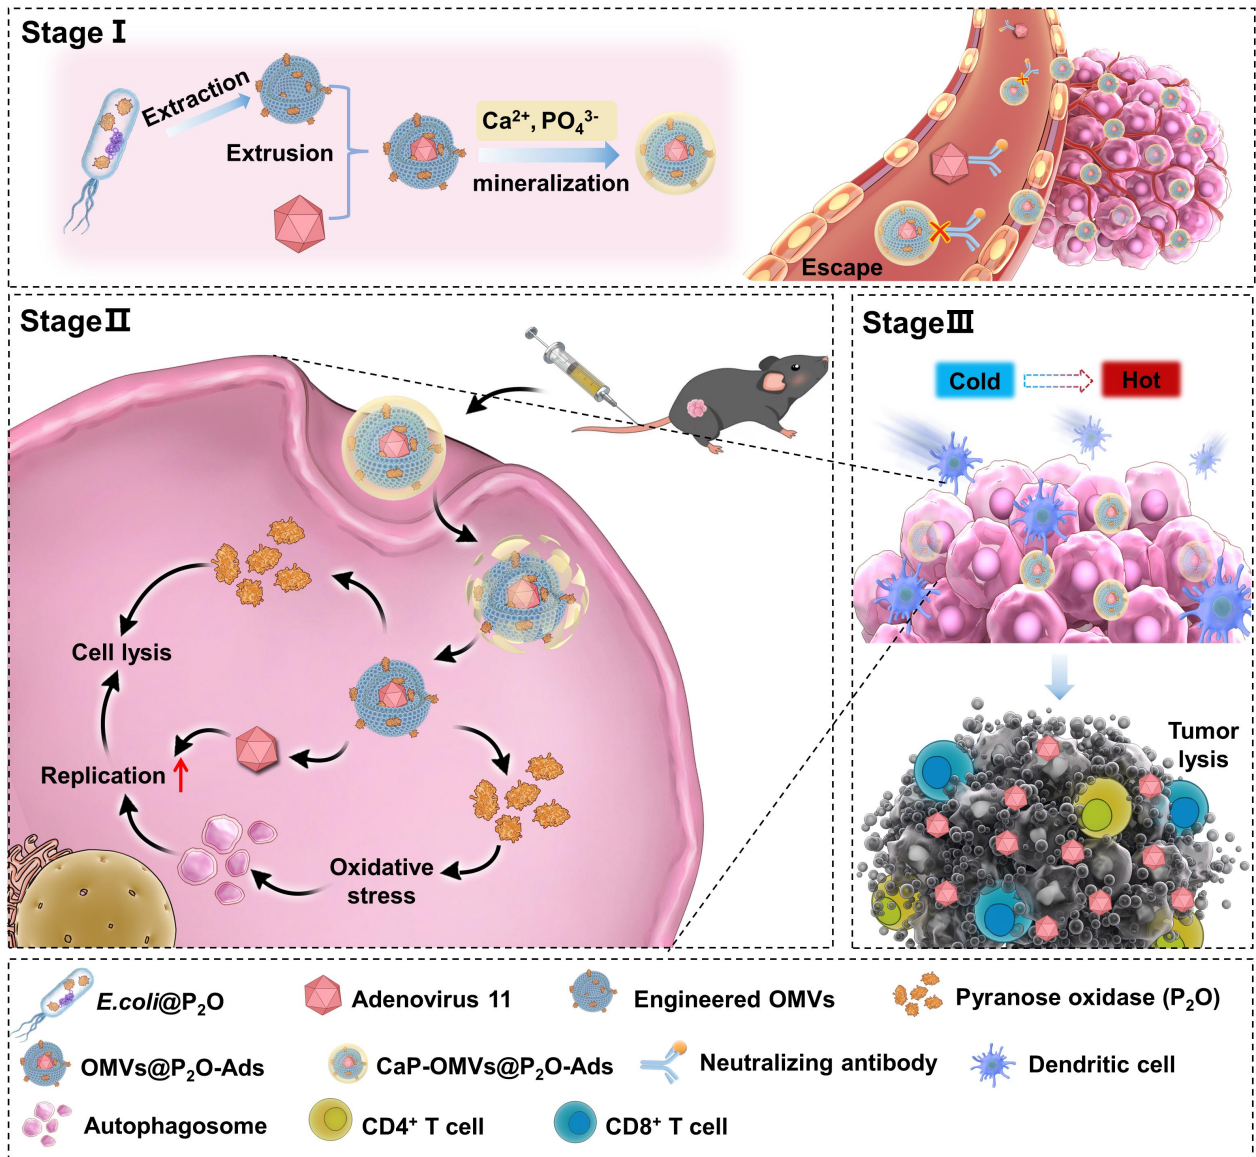 Stage Ⅰ
Extraction
Extrusion
Ca²⁺, PO₄³⁻
mineralization
Escape
Stage Ⅱ
Cell lysis
Replication
Oxidative
stress
Stage Ⅲ
Cold
Hot
Tumor
lysis
E.coli@P₂O
Adenovirus 11
Engineered OMVs
Pyranose oxidase (P₂O)
OMVs@P₂O-Ads
CaP-OMVs@P₂O-Ads
Neutralizing antibody
Dendritic cell
Autophagosome
CD4⁺ T cell
CD8⁺ T cell